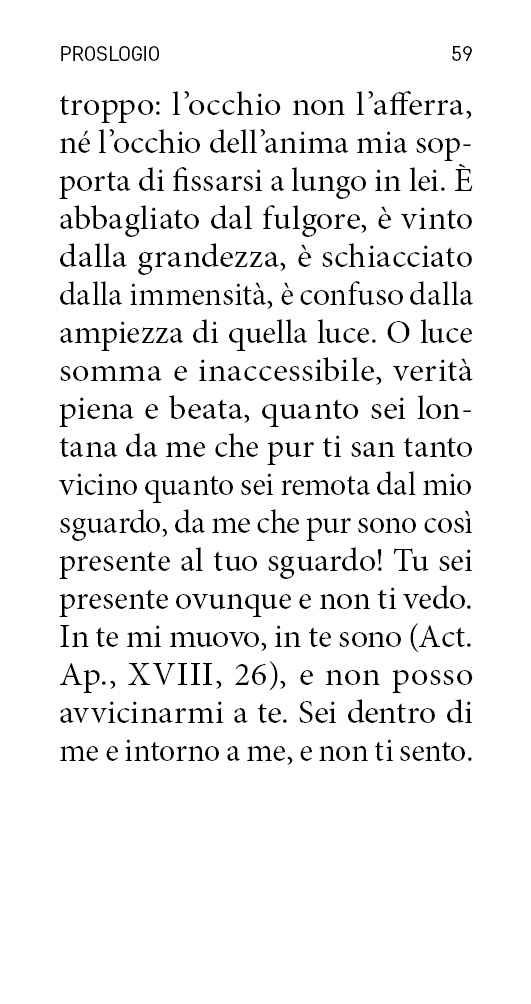 PROSLOGIO 59
troppo: l’occhio non l’afferra,
né l’occhio dell’anima mia sop-
porta di fissarsi a lungo in lei. È
abbagliato dal fulgore, è vinto
dalla grandezza, è schiacciato
dalla immensità, è confuso dalla
ampiezza di quella luce. O luce
somma e inaccessibile, verità
piena e beata, quanto sei lon-
tana da me che pur ti san tanto
vicino quanto sei remota dal mio
sguardo, da me che pur sono così
presente al tuo sguardo! Tu sei
presente ovunque e non ti vedo.
In te mi muovo, in te sono (Act.
Ap., XVIII, 26), e non posso
avvicinarmi a te. Sei dentro di
me e intorno a me, e non ti sento.